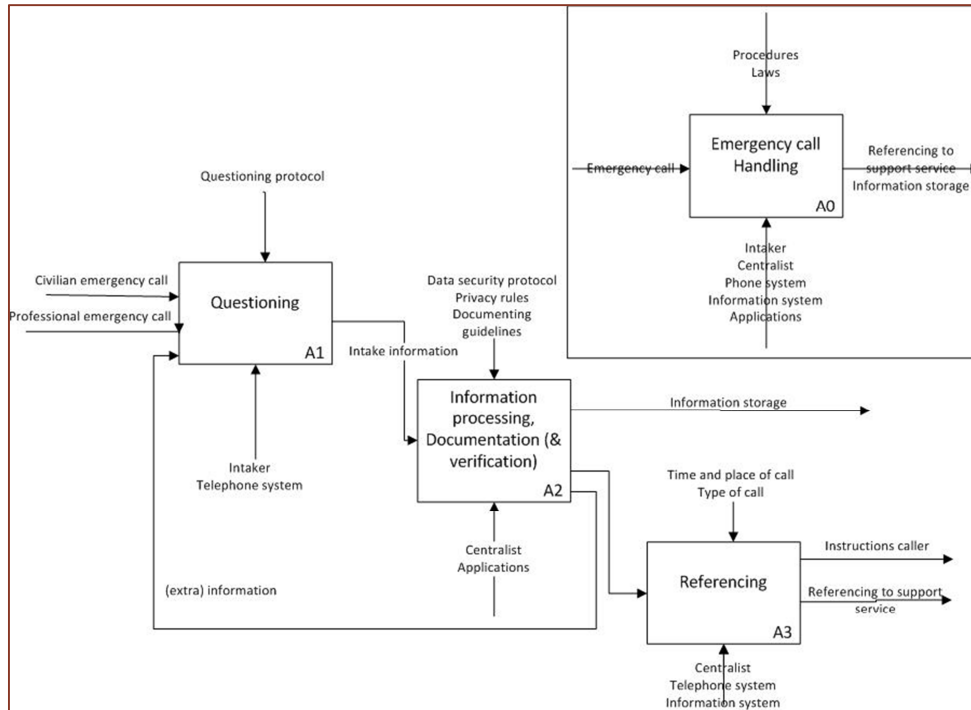 Procedures
Laws
Emergency call
Handling
A0
Emergency call
Referencing to
support service
Information storage
Intaker
Centralist
Phone system
Information system
Applications
Questioning protocol
Civilian emergency call
Professional emergency call
Questioning
A1
Intake information
Intaker
Telephone system
Data security protocol
Privacy rules
Documenting
guidelines
Information
processing,
Documentation (&
verification)
A2
Information storage
Centralist
Applications
(extra) information
Time and place of call
Type of call
Referencing
A3
Instructions caller
Referencing to support
service
Centralist
Telephone system
Information system